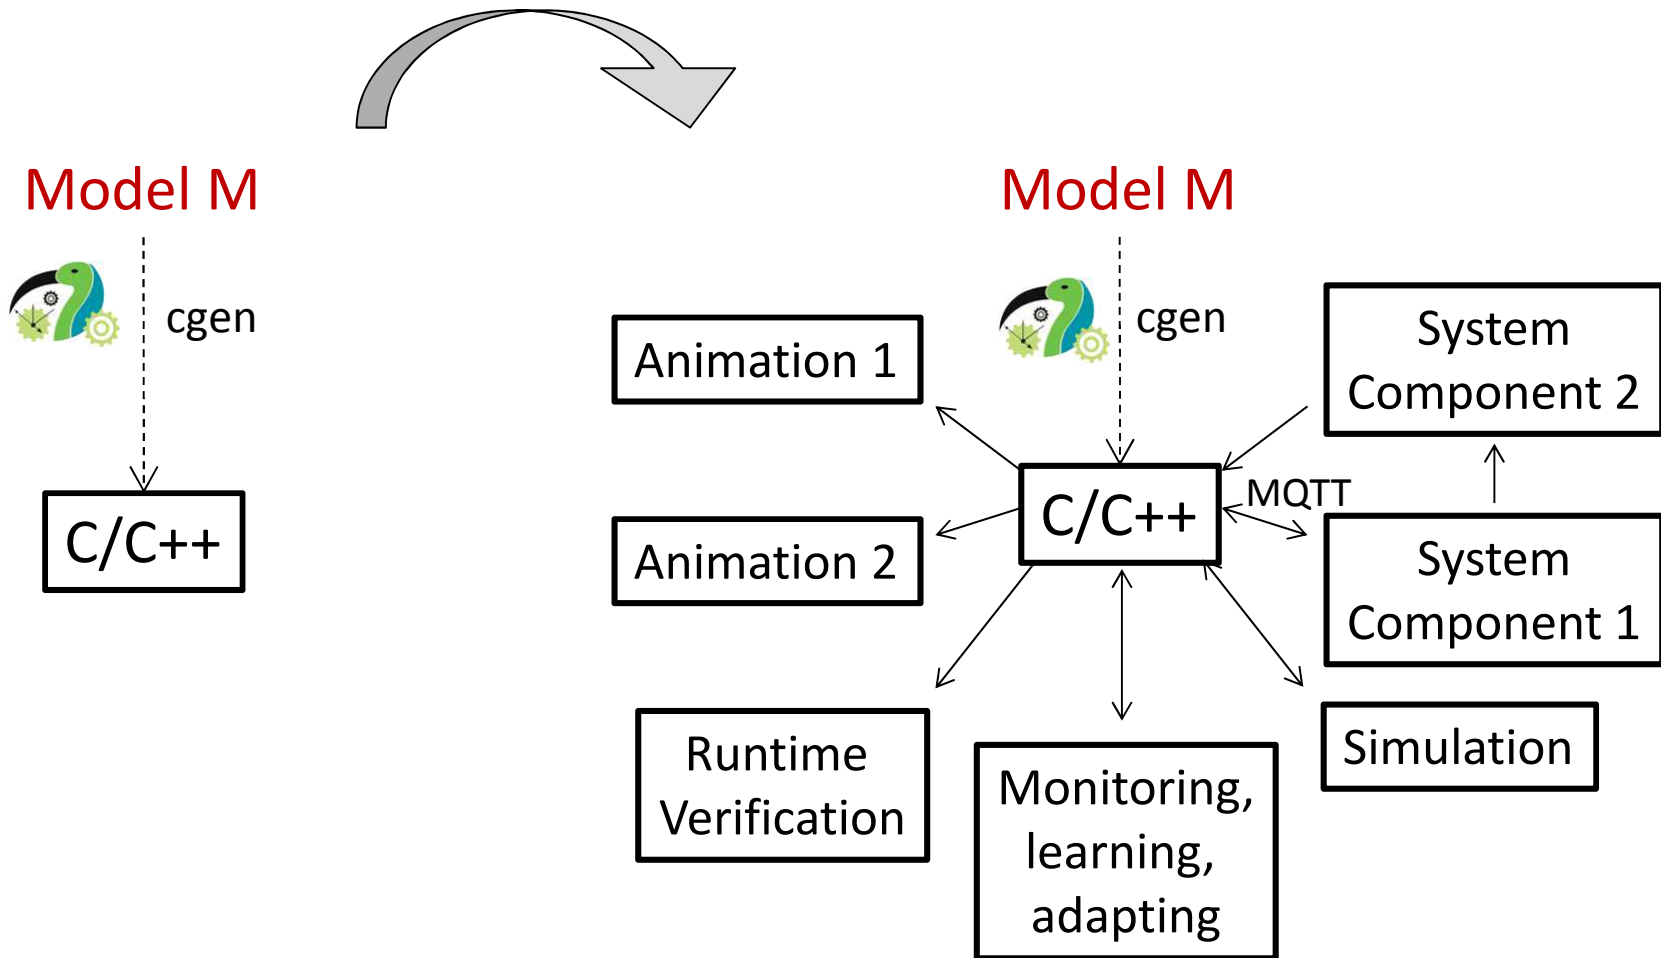 Model M
cgen
C/C++
Model M
cgen
Animation 1
Animation 2
C/C++
MQTT
System
Component 2
System
Component 1
Runtime
Verification
Monitoring,
learning,
adapting
Simulation